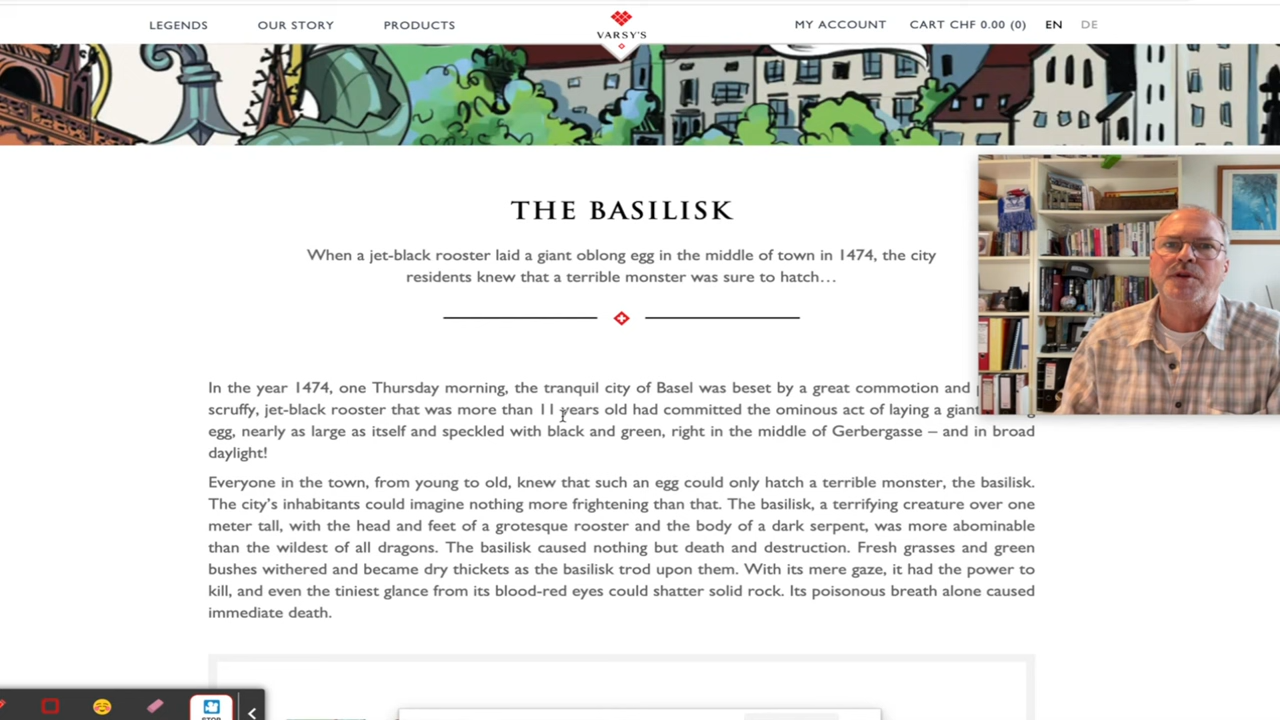 LEGENDS OUR STORY PRODUCTS VARSY'S MY ACCOUNT CART CHF 0.00 (0) EN DE
THE BASILISK
When a jet-black rooster laid a giant oblong egg in the middle of town in 1474, the city
residents knew that a terrible monster was sure to hatch…
In the year 1474, one Thursday morning, the tranquil city of Basel was beset by a great commotion and
scruffy, jet-black rooster that was more than 11 years old had committed the ominous act of laying a giant
egg, nearly as large as itself and speckled with black and green, right in the middle of Gerbergasse – and in broad
daylight!
Everyone in the town, from young to old, knew that such an egg could only hatch a terrible monster, the basilisk.
The city's inhabitants could imagine nothing more frightening than that. The basilisk, a terrifying creature over one
meter tall, with the head and feet of a grotesque rooster and the body of a dark serpent, was more abominable
than the wildest of all dragons. The basilisk caused nothing but death and destruction. Fresh grasses and green
bushes withered and became dry thickets as the basilisk trod upon them. With its mere gaze, it had the power to
kill, and even the tiniest glance from its blood-red eyes could shatter solid rock. Its poisonous breath alone caused
immediate death.
STOP